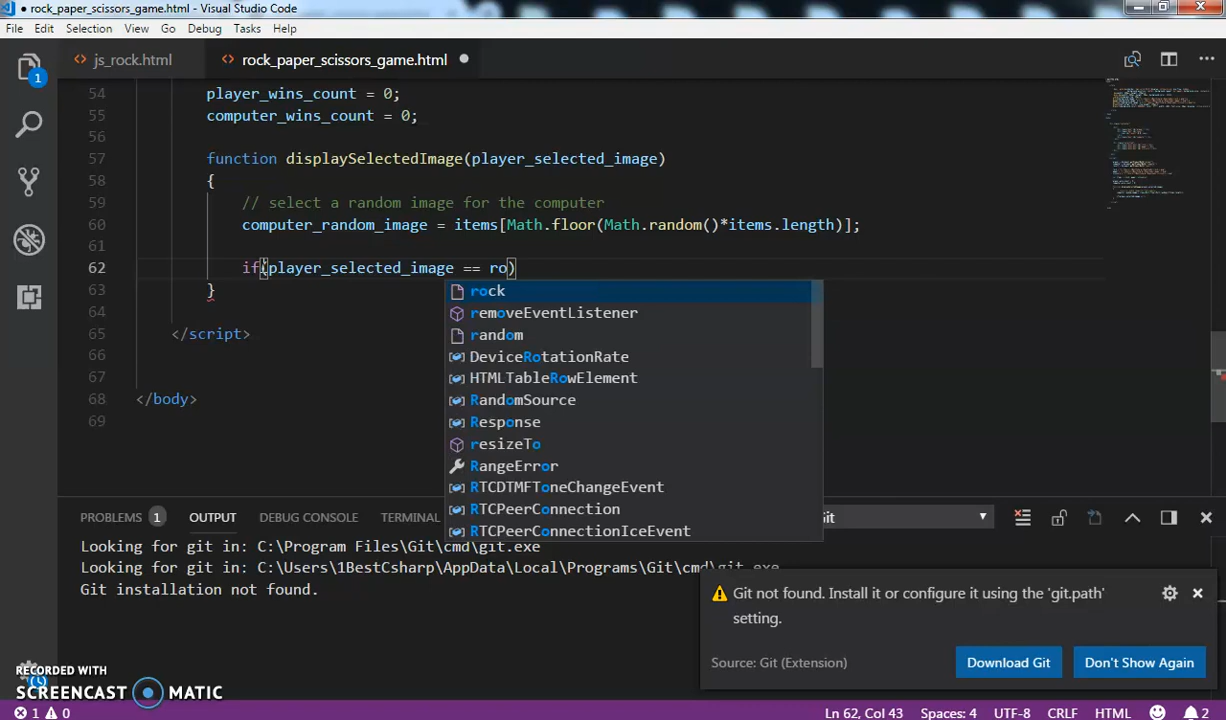 rock_paper_scissors_game.html - Visual Studio Code
File Edit Selection View Go Debug Tasks Help
js_rock.html rock_paper_scissors_game.html
1
54 player_wins_count = 0;
55 computer_wins_count = 0;
56
57 function displaySelectedImage(player_selected_image)
58 {
59 // select a random image for the computer
60 computer_random_image = items[Math.floor(Math.random()*items.length)];
61
62 if(player_selected_image == ro)
63 }
64
65 </script>
66
67
68 </body>
69
rock
removeEventListener
random
DeviceRotationRate
HTMLTableRowElement
RandomSource
Response
resizeTo
RangeError
RTCDTMFToneChangeEvent
RTCPeerConnection
RTCPeerConnectionIceEvent
PROBLEMS 1 OUTPUT DEBUG CONSOLE TERMINAL
Looking for git in: C:\Program Files\Git\cmd\git.exe
Looking for git in: C:\Users\1BestCsharp\AppData\Local\Programs\Git\cmd\git.exe
Git installation not found.
Git not found. Install it or configure it using the 'git.path'
setting.
Source: Git (Extension) Download Git Don't Show Again
RECORDED WITH
SCREENCAST MATIC
1 0 Ln 62, Col 43 Spaces: 4 UTF-8 CRLF HTML 2